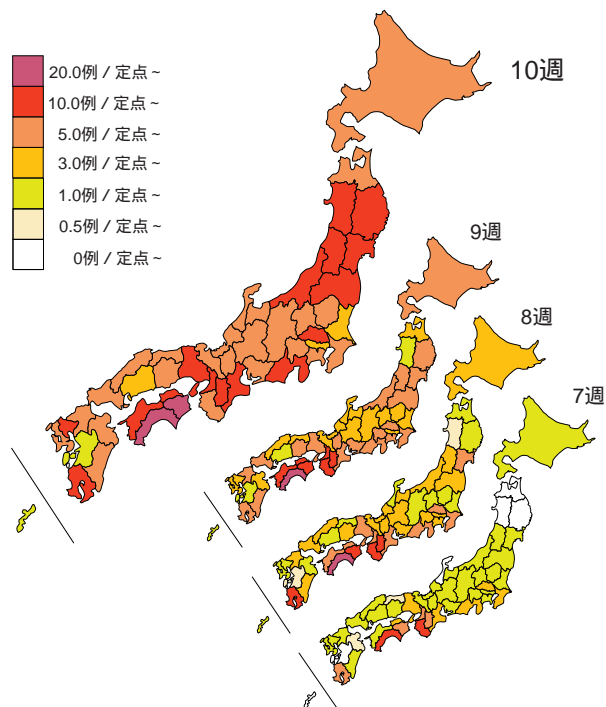 20.0例 / 定点 ~
10.0例 / 定点 ~
5.0例 / 定点 ~
3.0例 / 定点 ~
1.0例 / 定点 ~
0.5例 / 定点 ~
0例 / 定点 ~
10週
9週
8週
7週